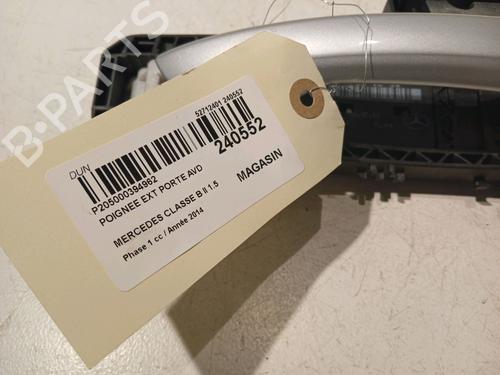 B-PARTS
DUN
52712401 240552
240552
P205000394962
POIGNEE EXT PORTE AVD
MAGASIN
MERCEDES CLASSE B II 1.5
Phase 1 cc / Année 2014